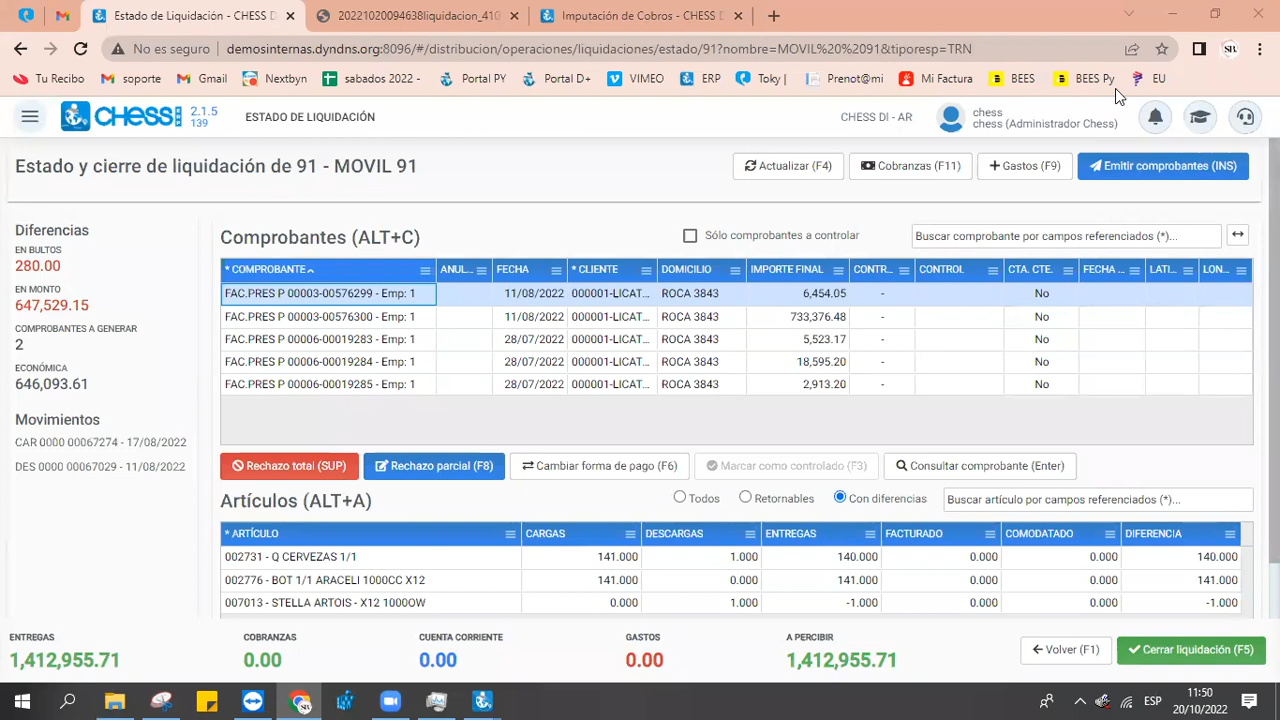 Estado de Liquidación - CHESS D
20221020094638liquidacion_410
Imputación de Cobros - CHESS D
No es seguro demosinternas.dyndns.org:8096/#/distribucion/operaciones/liquidaciones/estado/91?nombre=MOVIL%20%2091&tiporesp=TRN
Tu Recibo soporte Gmail Nextbyn sabados 2022 - Portal PY Portal D+ VIMEO ERP Toky | Prenot@mi Mi Factura BEES BEES Py EU
CHESS 2.1.5 139 ESTADO DE LIQUIDACIÓN CHESS DI - AR chess
chess (Administrador Chess)
Estado y cierre de liquidación de 91 - MOVIL 91 Actualizar (F4) Cobranzas (F11) Gastos (F9) Emitir comprobantes (INS)
Diferencias
EN BULTOS
280.00
EN MONTO
647,529.15
COMPROBANTES A GENERAR
2
ECONÓMICA
646,093.61
Movimientos
CAR 0000 00067274 - 17/08/2022
DES 0000 00067029 - 11/08/2022
Comprobantes (ALT+C) Sólo comprobantes a controlar Buscar comprobante por campos referenciados (*)...
* COMPROBANTE ANUL... FECHA * CLIENTE DOMICILIO IMPORTE FINAL CONTR... CONTROL CTA. CTE. FECHA ... LATI... LON...
FAC.PRES P 00003-00576299 - Emp: 1 11/08/2022 000001-LICAT... ROCA 3843 6,454.05 - No
FAC.PRES P 00003-00576300 - Emp: 1 11/08/2022 000001-LICAT... ROCA 3843 733,376.48 - No
FAC.PRES P 00006-00019283 - Emp: 1 28/07/2022 000001-LICAT... ROCA 3843 5,523.17 - No
FAC.PRES P 00006-00019284 - Emp: 1 28/07/2022 000001-LICAT... ROCA 3843 18,595.20 - No
FAC.PRES P 00006-00019285 - Emp: 1 28/07/2022 000001-LICAT... ROCA 3843 2,913.20 - No
Rechazo total (SUP) Rechazo parcial (F8) Cambiar forma de pago (F6) Marcar como controlado (F3) Consultar comprobante (Enter)
Artículos (ALT+A) Todos Retornables Con diferencias Buscar artículo por campos referenciados (*)...
* ARTÍCULO CARGAS DESCARGAS ENTREGAS FACTURADO COMODATADO DIFERENCIA
002731 - Q CERVEZAS 1/1 141.000 1.000 140.000 0.000 0.000 140.000
002776 - BOT 1/1 ARACELI 1000CC X12 141.000 0.000 141.000 0.000 0.000 141.000
007013 - STELLA ARTOIS - X12 1000OW 0.000 1.000 -1.000 0.000 0.000 -1.000
ENTREGAS COBRANZAS CUENTA CORRIENTE GASTOS A PERCIBIR
1,412,955.71 0.00 0.00 0.00 1,412,955.71
Volver (F1) Cerrar liquidación (F5)
ESP
11:50
20/10/2022